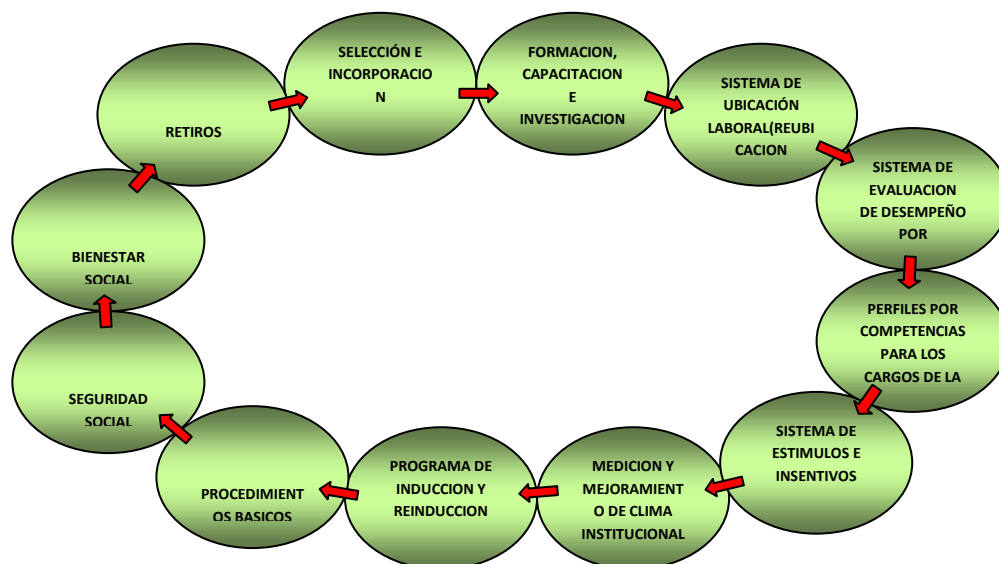 SELECCIÓN E
INCORPORACIO
N
FORMACION,
CAPACITACION
E
INVESTIGACION
SISTEMA DE
UBICACIÓN
LABORAL(REUBI
CACION
SISTEMA DE
EVALUACION
DE DESEMPEÑO
POR
PERFILES POR
COMPETENCIAS
PARA LOS
CARGOS DE LA
SISTEMA DE
ESTIMULOS E
INSENTIVOS
MEDICION Y
MEJORAMIENT
O DE CLIMA
INSTITUCIONAL
PROGRAMA DE
INDUCCION Y
REINDUCCION
PROCEDIMIENT
OS BASICOS
SEGURIDAD
SOCIAL
BIENESTAR
SOCIAL
RETIROS